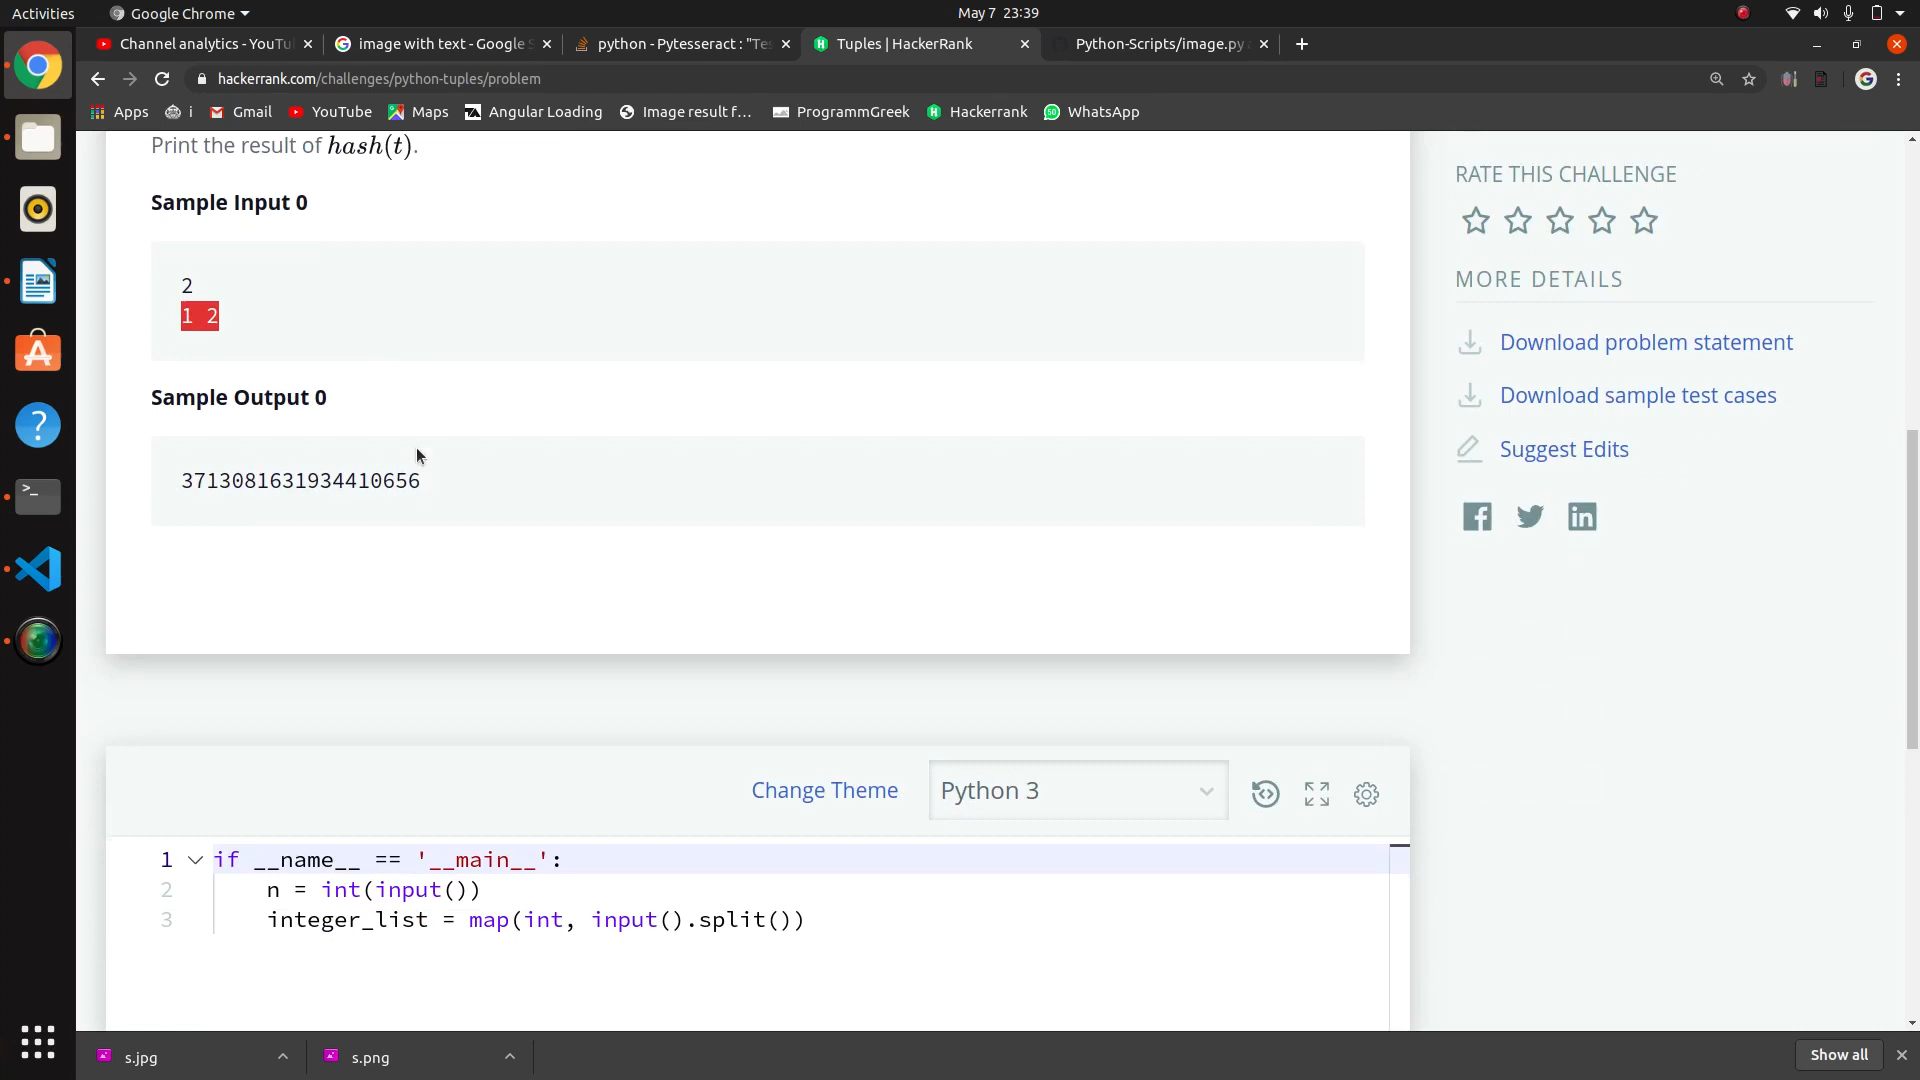 Activities
Google Chrome
May 7 23:39
Channel analytics - YouTu
image with text - Google S
python - Pytesseract : "Tes
Tuples | HackerRank
Python-Scripts/image.py a
hackerrank.com/challenges/python-tuples/problem
Apps
i
Gmail
YouTube
Maps
Angular Loading
Image result f...
ProgrammGreek
Hackerrank
WhatsApp
Print the result of hash(t).
Sample Input 0
2
1 2
Sample Output 0
3713081631934410656
RATE THIS CHALLENGE
MORE DETAILS
Download problem statement
Download sample test cases
Suggest Edits
Change Theme
Python 3
1 if __name__ == '__main__':
2 n = int(input())
3 integer_list = map(int, input().split())
s.jpg
s.png
Show all